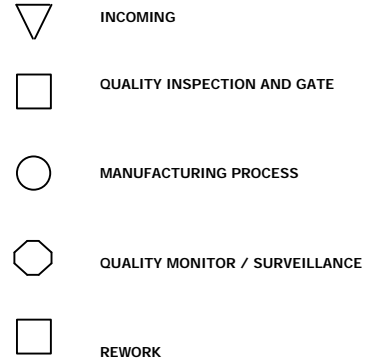 INCOMING
QUALITY INSPECTION AND GATE
MANUFACTURING PROCESS
QUALITY MONITOR / SURVEILLANCE
REWORK